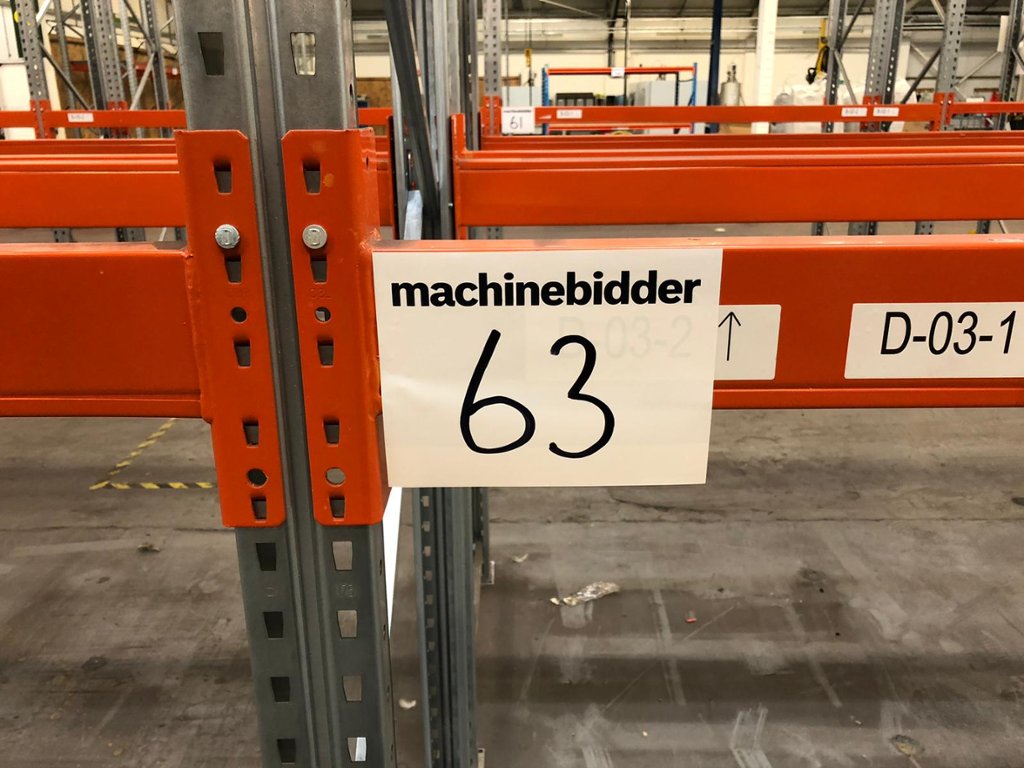 61
machinebidder
63
D-03-2 ↑
D-03-1